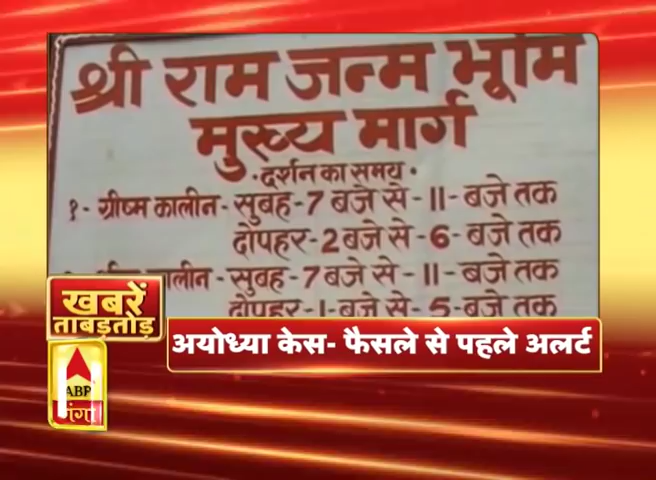 श्री राम जन्म भूमि
मुख्य मार्ग
·दर्शन का समय·
१- ग्रीष्म कालीन - सुबह - 7 बजे से - 11 - बजे तक
दोपहर - 2 बजे से - 6 - बजे तक
कालीन - सुबह - 7 बजे से - 11 - बजे तक
दोपहर - 1 - बजे से - 5 - बजे तक
खबरें
ताबड़तोड़
अयोध्या केस- फैसले से पहले अलर्ट
ABP
गंगा